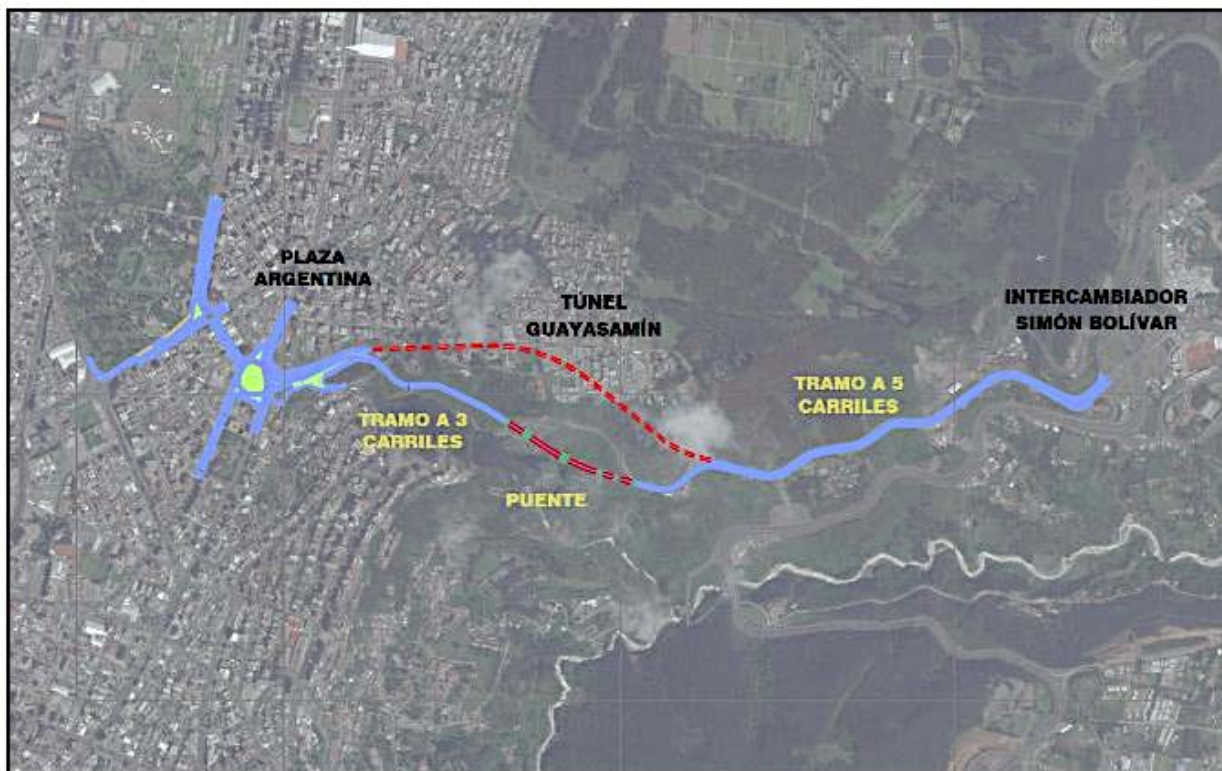 PLAZA
ARGENTINA
TÚNEL
GUAYASAMÍN
INTERCAMBIADOR
SIMÓN BOLÍVAR
TRAMO A 5
CARRILES
TRAMO A 3
CARRILES
PUENTE